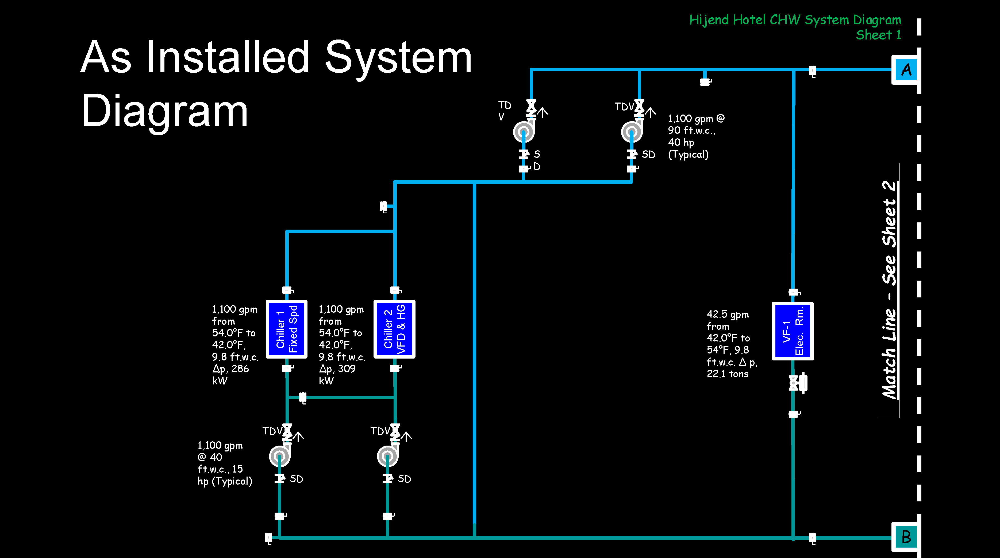 Hijend Hotel CHW System Diagram
Sheet 1
As Installed System
Diagram
A
TD
V
TDV
1,100 gpm @
90 ft.w.c.,
40 hp
(Typical)
S
D
SD
Match Line - See Sheet 2
1,100 gpm
from
54.0°F to
42.0°F,
9.8 ft.w.c.
Δp, 286
kW
Chiller 1
Fixed Spd
1,100 gpm
from
54.0°F to
42.0°F,
9.8 ft.w.c.
Δp, 309
kW
Chiller 2
VFD & HG
42.5 gpm
from
42.0°F to
54°F, 9.8
ft.w.c. Δ p,
22.1 tons
VF-1
Elec. Rm.
TDV
TDV
1,100 gpm
@ 40
ft.w.c., 15
hp (Typical)
SD
SD
B